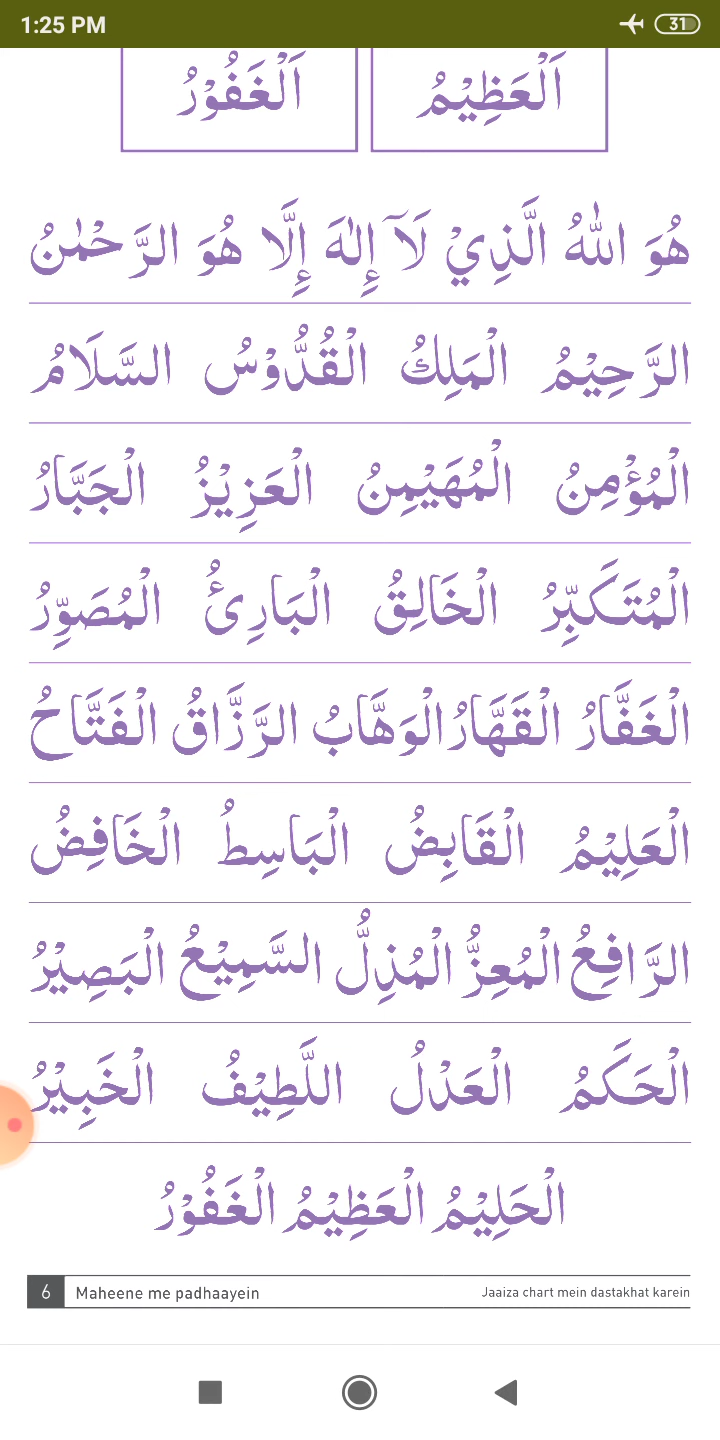 1:25 PM 31
اَلْعَظِيْمُ اَلْغَفُوْرُ
هُوَ اللّٰهُ الَّذِيْ لَآ إِلٰهَ إِلَّا هُوَ الرَّحْمٰنُ
الرَّحِيْمُ الْمَلِكُ الْقُدُّوْسُ السَّلَامُ
الْمُؤْمِنُ الْمُهَيْمِنُ الْعَزِيْزُ الْجَبَّارُ
الْمُتَكَبِّرُ الْخَالِقُ الْبَارِئُ الْمُصَوِّرُ
الْغَفَّارُ الْقَهَّارُ الْوَهَّابُ الرَّزَّاقُ الْفَتَّاحُ
الْعَلِيْمُ الْقَابِضُ الْبَاسِطُ الْخَافِضُ
الرَّافِعُ الْمُعِزُّ الْمُذِلُّ السَّمِيْعُ الْبَصِيْرُ
الْحَكَمُ الْعَدْلُ اللَّطِيْفُ الْخَبِيْرُ
الْحَلِيْمُ الْعَظِيْمُ الْغَفُوْرُ
6 Maheene me padhaayein Jaaiza chart mein dastakhat karein